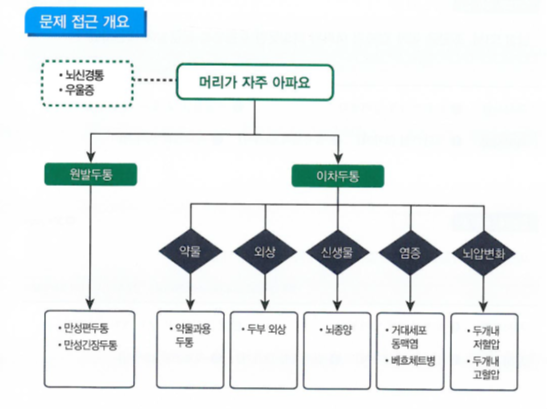 문제 접근 개요
• 뇌신경통
• 우울증
머리가 자주 아파요
원발두통
이차두통
약물
외상
신생물
염증
뇌압변화
• 만성편두통
• 만성긴장두통
• 약물과용
두통
• 두부 외상
• 뇌종양
• 거대세포
동맥염
• 베흐체트병
• 두개내
저혈압
• 두개내
고혈압